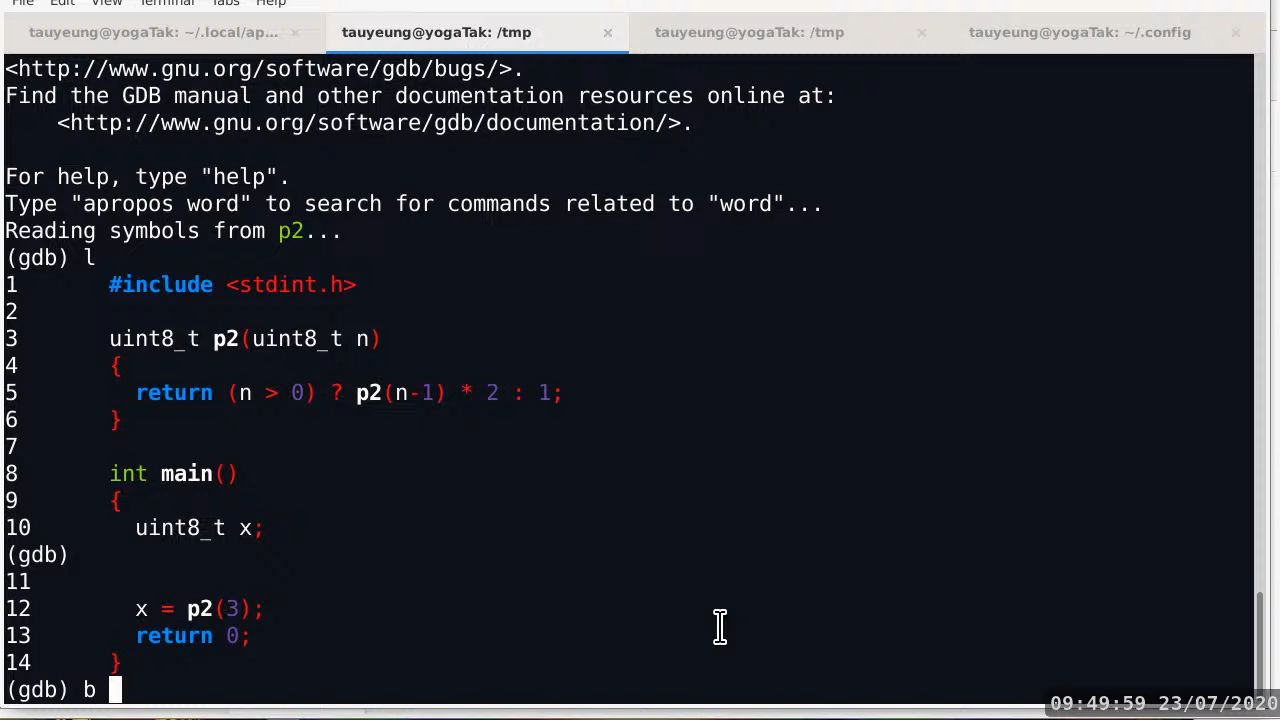 File Edit View Terminal Tabs Help
tauyeung@yogaTak: ~/.local/ap... × tauyeung@yogaTak: /tmp × tauyeung@yogaTak: /tmp × tauyeung@yogaTak: ~/.config ×
<http://www.gnu.org/software/gdb/bugs/>.
Find the GDB manual and other documentation resources online at:
    <http://www.gnu.org/software/gdb/documentation/>.
For help, type "help".
Type "apropos word" to search for commands related to "word"...
Reading symbols from p2...
(gdb) l
1       #include <stdint.h>
2
3       uint8_t p2(uint8_t n)
4       {
5         return (n > 0) ? p2(n-1) * 2 : 1;
6       }
7
8       int main()
9       {
10        uint8_t x;
(gdb)
11
12        x = p2(3);
13        return 0;
14      }
(gdb) b
09:49:59 23/07/2020